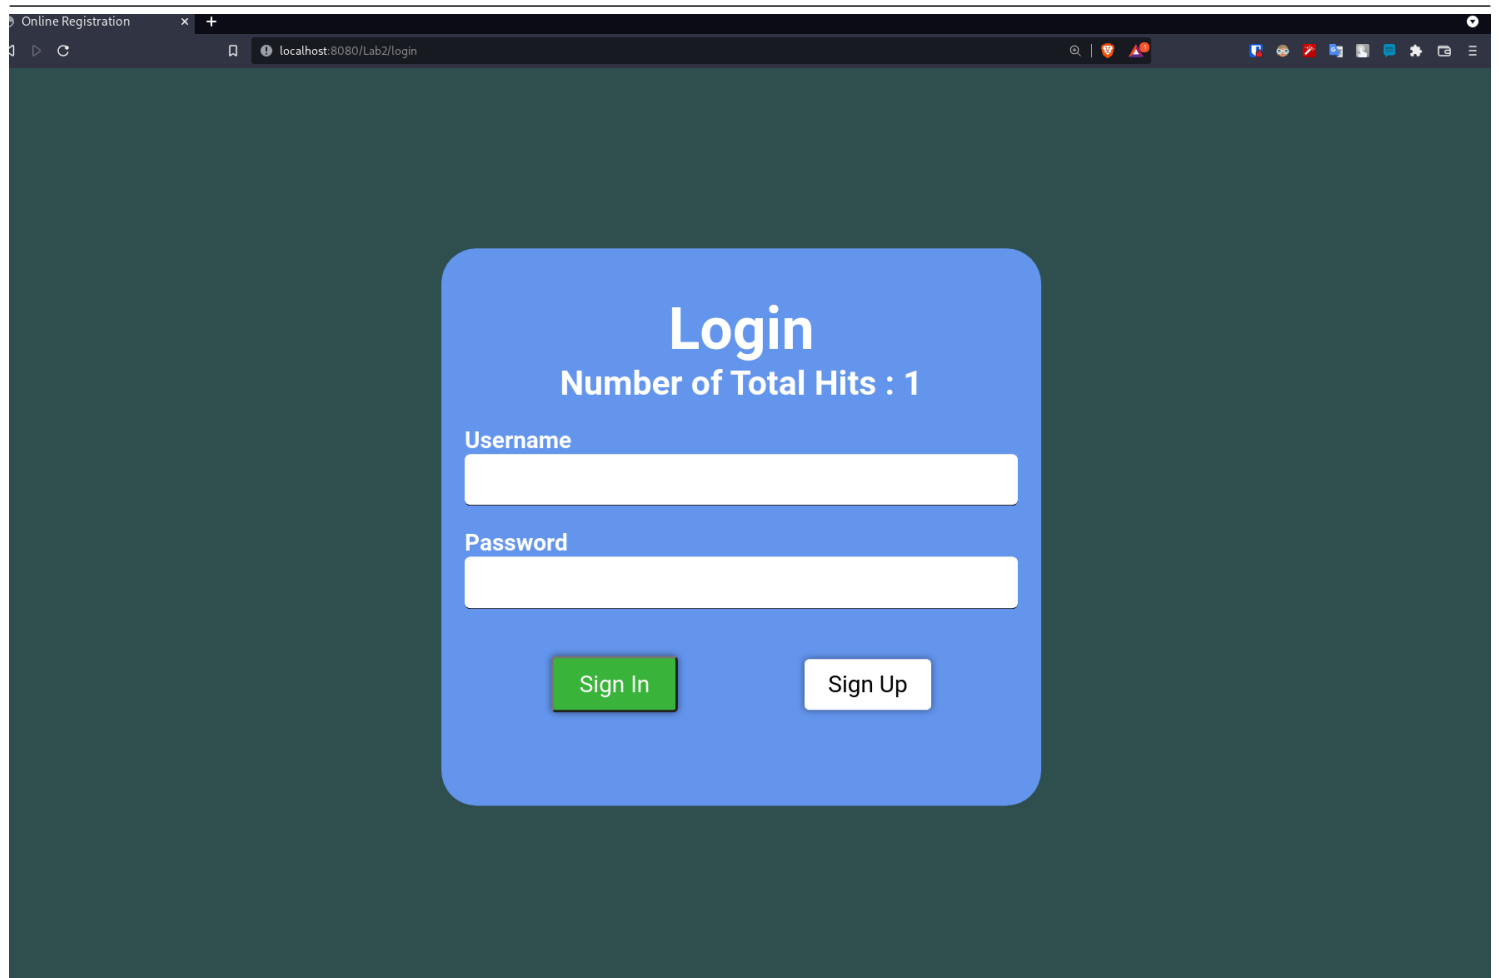 Online Registration
localhost:8080/Lab2/login
Login
Number of Total Hits : 1
Username
Password
Sign In
Sign Up